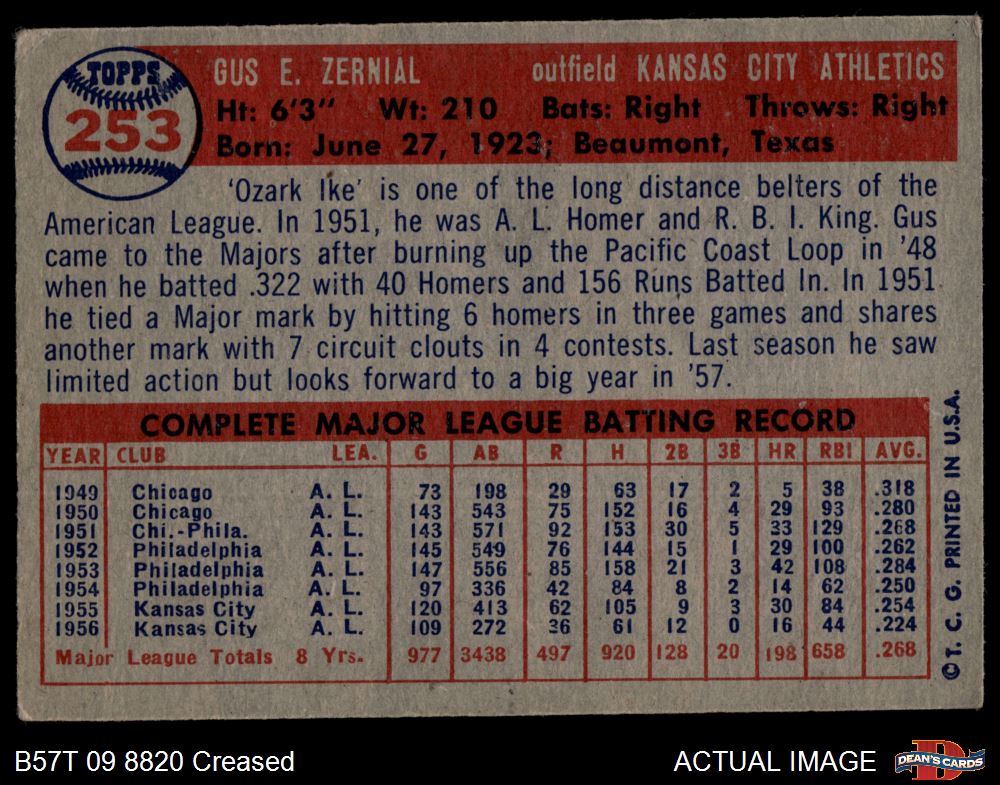 TOPPS
253
GUS E. ZERNIAL outfield KANSAS CITY ATHLETICS
Ht: 6'3" Wt: 210 Bats: Right Throws: Right
Born: June 27, 1923; Beaumont, Texas
'Ozark Ike' is one of the long distance belters of the
American League. In 1951, he was A. L. Homer and R. B. I. King. Gus
came to the Majors after burning up the Pacific Coast Loop in '48
when he batted .322 with 40 Homers and 156 Runs Batted In. In 1951
he tied a Major mark by hitting 6 homers in three games and shares
another mark with 7 circuit clouts in 4 contests. Last season he saw
limited action but looks forward to a big year in '57.
COMPLETE MAJOR LEAGUE BATTING RECORD
YEAR CLUB LEA. G AB R H 2B 3B HR RBI AVG.
1949 Chicago A. L. 73 198 29 63 17 2 5 38 .318
1950 Chicago A. L. 143 543 75 152 16 4 29 93 .280
1951 Chi.-Phila. A. L. 143 571 92 153 30 5 33 129 .268
1952 Philadelphia A. L. 145 549 76 144 15 1 29 100 .262
1953 Philadelphia A. L. 147 556 85 158 21 3 42 108 .284
1954 Philadelphia A. L. 97 336 42 84 8 2 14 62 .250
1955 Kansas City A. L. 120 413 62 105 9 3 30 84 .254
1956 Kansas City A. L. 109 272 36 61 12 0 16 44 .224
Major League Totals 8 Yrs. 977 3438 497 920 128 20 198 658 .268
© T. C. G. PRINTED IN U.S.A.
B57T 09 8820 Creased
ACTUAL IMAGE
D
DEAN'S CARDS